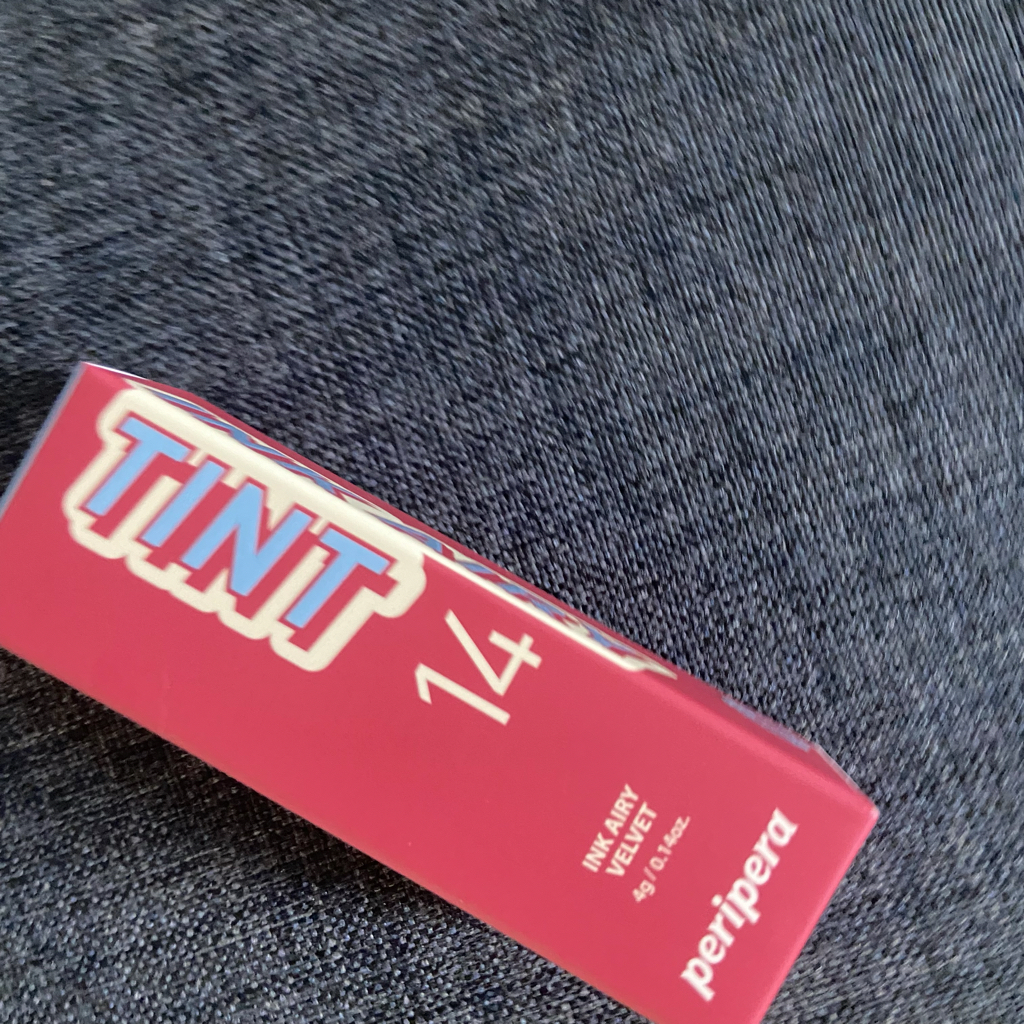 TINT
14
INK AIRY
VELVET
4g / 0.14oz.
peripera